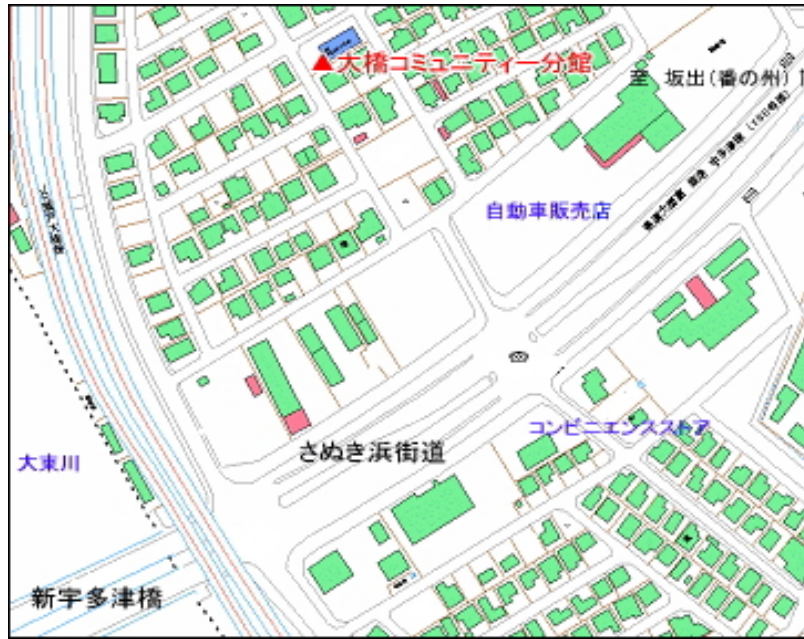 ▲大橋コミュニティー分館
至 坂出(番の州)
自動車販売店
コンビニエンスストア
さぬき浜街道
大束川
新宇多津橋